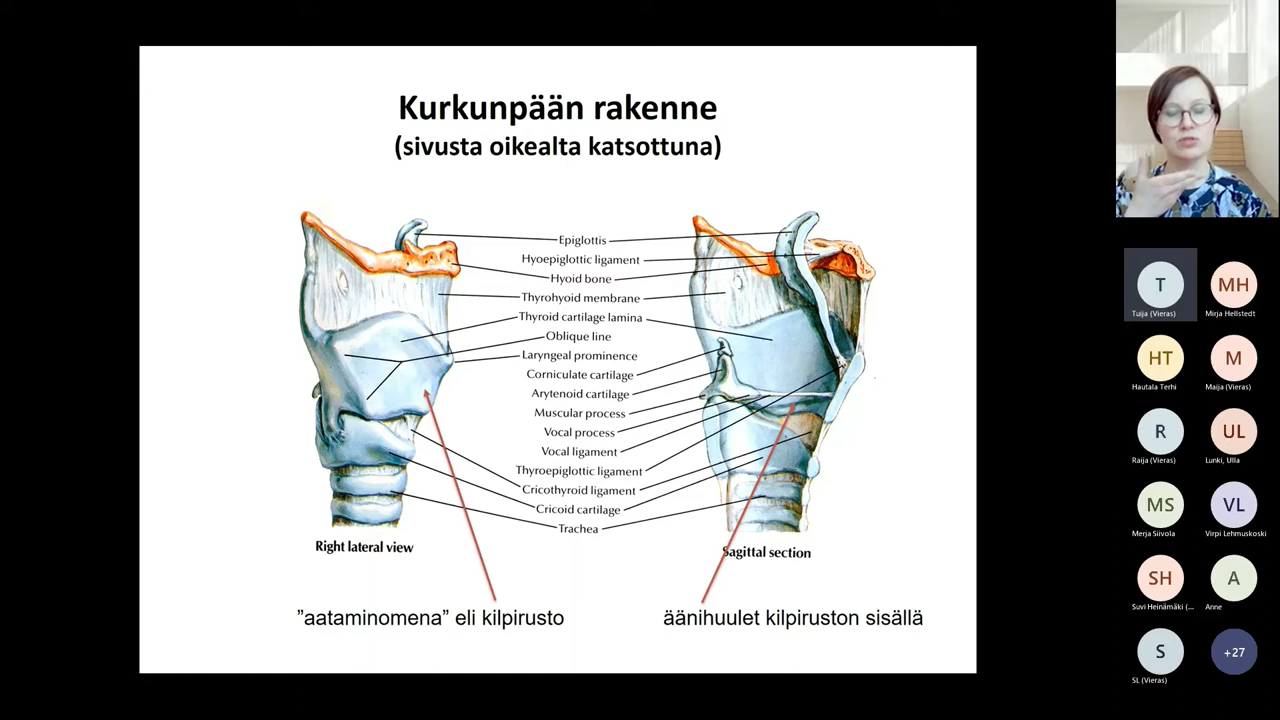 Kurkunpään rakenne
(sivusta oikealta katsottuna)
Epiglottis
Hyoepiglottic ligament
Hyoid bone
Thyrohyoid membrane
Thyroid cartilage lamina
Oblique line
Laryngeal prominence
Corniculate cartilage
Arytenoid cartilage
Muscular process
Vocal process
Vocal ligament
Thyroepiglottic ligament
Cricothyroid ligament
Cricoid cartilage
Trachea
Right lateral view
Sagittal section
”aataminomena” eli kilpirusto
äänihuulet kilpiruston sisällä
T
Tuija (Vieras)
MH
Mirja Hellstedt
HT
Hautala Terhi
M
Maija (Vieras)
R
Raija (Vieras)
UL
Lunki, Ulla
MS
Merja Siivola
VL
Virpi Lehmuskoski
SH
Suvi Heinämäki (...
A
Anne
S
SL (Vieras)
+27